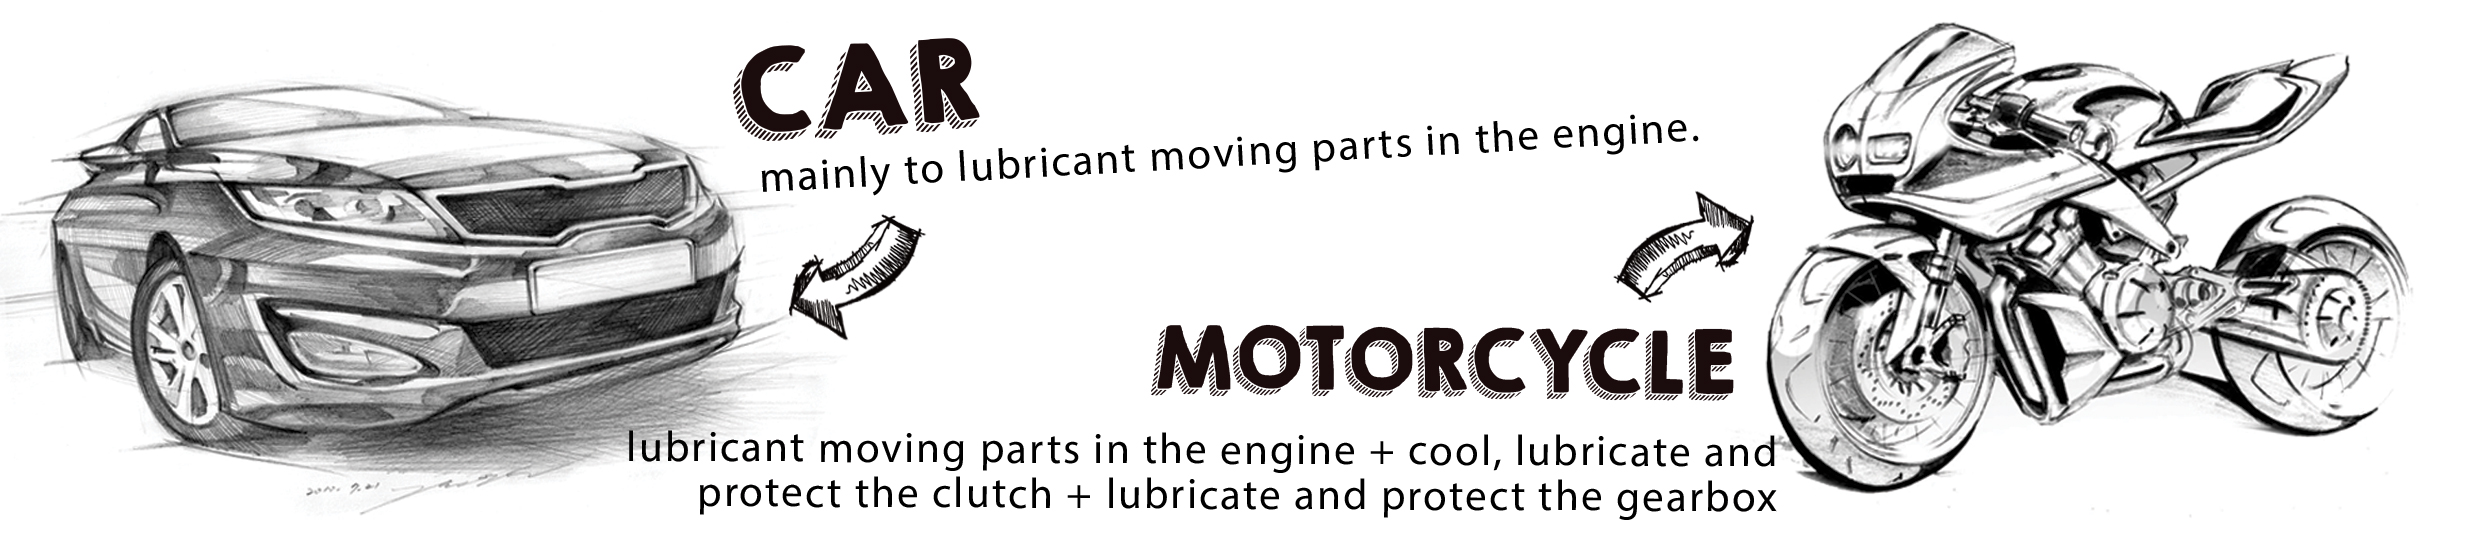 CAR
mainly to lubricant moving parts in the engine.
MOTORCYCLE
lubricant moving parts in the engine + cool, lubricate and
protect the clutch + lubricate and protect the gearbox